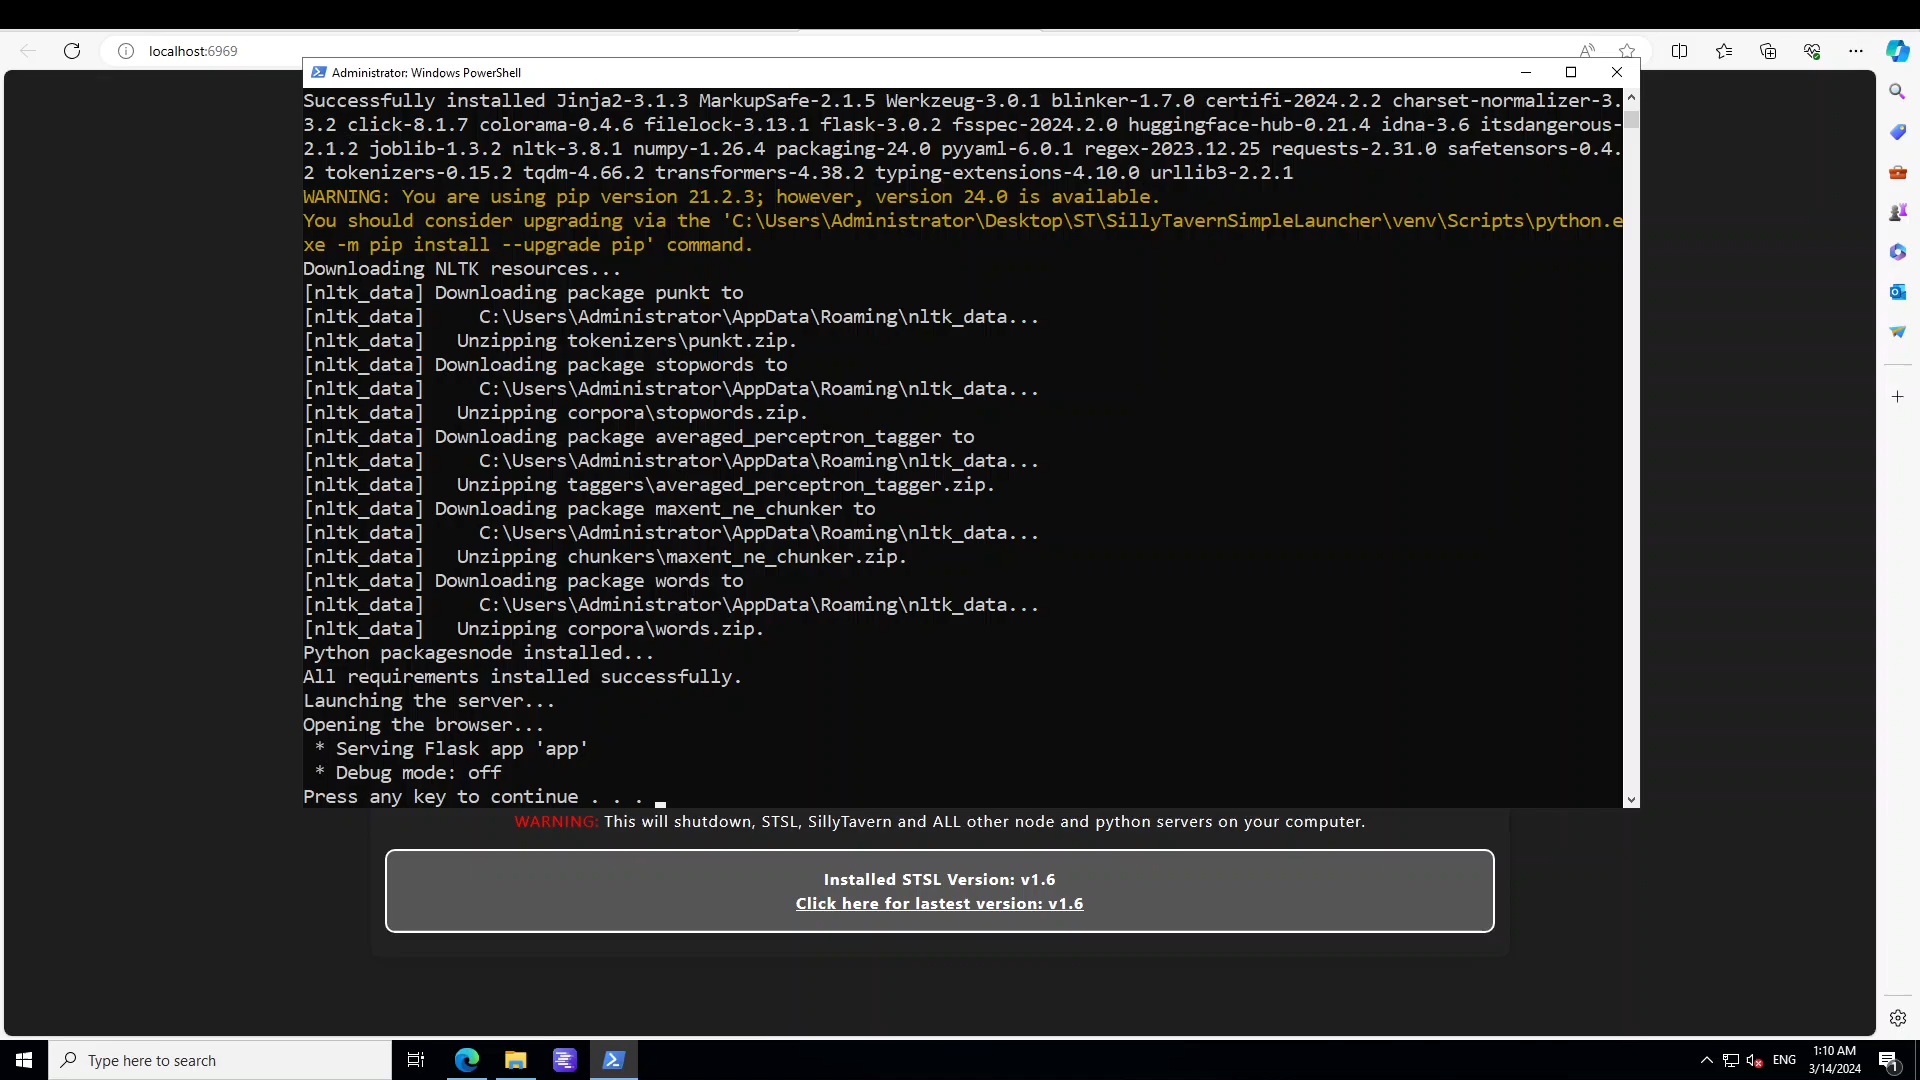 localhost:6969
Administrator: Windows PowerShell
Successfully installed Jinja2-3.1.3 MarkupSafe-2.1.5 Werkzeug-3.0.1 blinker-1.7.0 certifi-2024.2.2 charset-normalizer-3.
3.2 click-8.1.7 colorama-0.4.6 filelock-3.13.1 flask-3.0.2 fsspec-2024.2.0 huggingface-hub-0.21.4 idna-3.6 itsdangerous-
2.1.2 joblib-1.3.2 nltk-3.8.1 numpy-1.26.4 packaging-24.0 pyyaml-6.0.1 regex-2023.12.25 requests-2.31.0 safetensors-0.4.
2 tokenizers-0.15.2 tqdm-4.66.2 transformers-4.38.2 typing-extensions-4.10.0 urllib3-2.2.1
WARNING: You are using pip version 21.2.3; however, version 24.0 is available.
You should consider upgrading via the 'C:\Users\Administrator\Desktop\ST\SillyTavernSimpleLauncher\venv\Scripts\python.e
xe -m pip install --upgrade pip' command.
Downloading NLTK resources...
[nltk_data] Downloading package punkt to
[nltk_data]     C:\Users\Administrator\AppData\Roaming\nltk_data...
[nltk_data]   Unzipping tokenizers\punkt.zip.
[nltk_data] Downloading package stopwords to
[nltk_data]     C:\Users\Administrator\AppData\Roaming\nltk_data...
[nltk_data]   Unzipping corpora\stopwords.zip.
[nltk_data] Downloading package averaged_perceptron_tagger to
[nltk_data]     C:\Users\Administrator\AppData\Roaming\nltk_data...
[nltk_data]   Unzipping taggers\averaged_perceptron_tagger.zip.
[nltk_data] Downloading package maxent_ne_chunker to
[nltk_data]     C:\Users\Administrator\AppData\Roaming\nltk_data...
[nltk_data]   Unzipping chunkers\maxent_ne_chunker.zip.
[nltk_data] Downloading package words to
[nltk_data]     C:\Users\Administrator\AppData\Roaming\nltk_data...
[nltk_data]   Unzipping corpora\words.zip.
Python packagesnode installed...
All requirements installed successfully.
Launching the server...
Opening the browser...
 * Serving Flask app 'app'
 * Debug mode: off
Press any key to continue . . .
WARNING: This will shutdown, STSL, SillyTavern and ALL other node and python servers on your computer.
Installed STSL Version: v1.6
Click here for lastest version: v1.6
Type here to search
ENG
1:10 AM
3/14/2024
1